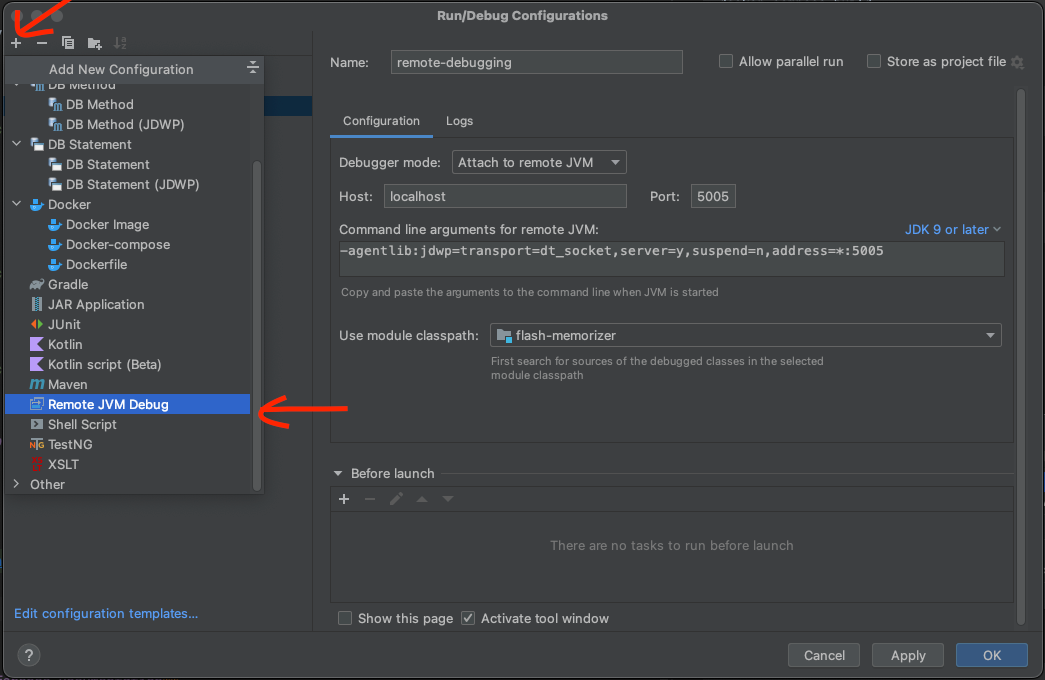 Run/Debug Configurations
Add New Configuration
DB Method
DB Method
DB Method (JDWP)
DB Statement
DB Statement
DB Statement (JDWP)
Docker
Docker Image
Docker-compose
Dockerfile
Gradle
JAR Application
JUnit
Kotlin
Kotlin script (Beta)
Maven
Remote JVM Debug
Shell Script
TestNG
XSLT
Other
Edit configuration templates...
Name: remote-debugging
Allow parallel run
Store as project file
Configuration
Logs
Debugger mode: Attach to remote JVM
Host: localhost
Port: 5005
Command line arguments for remote JVM:
JDK 9 or later
-agentlib:jdwp=transport=dt_socket,server=y,suspend=n,address=*:5005
Copy and paste the arguments to the command line when JVM is started
Use module classpath: flash-memorizer
First search for sources of the debugged classes in the selected
module classpath
Before launch
There are no tasks to run before launch
Show this page
Activate tool window
?
Cancel
Apply
OK